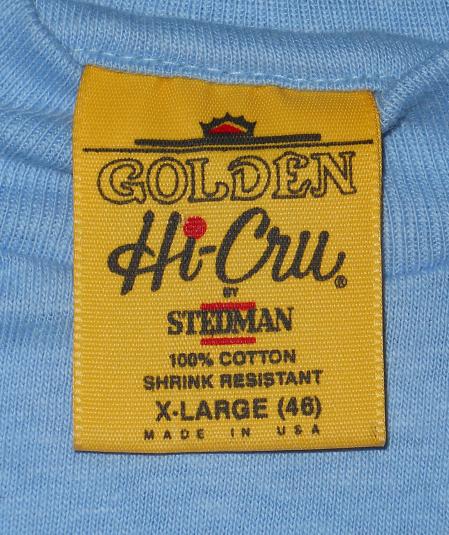 GOLDEN
Hi-Cru®
BY
STEDMAN
100% COTTON
SHRINK RESISTANT
X-LARGE (46)
MADE IN USA